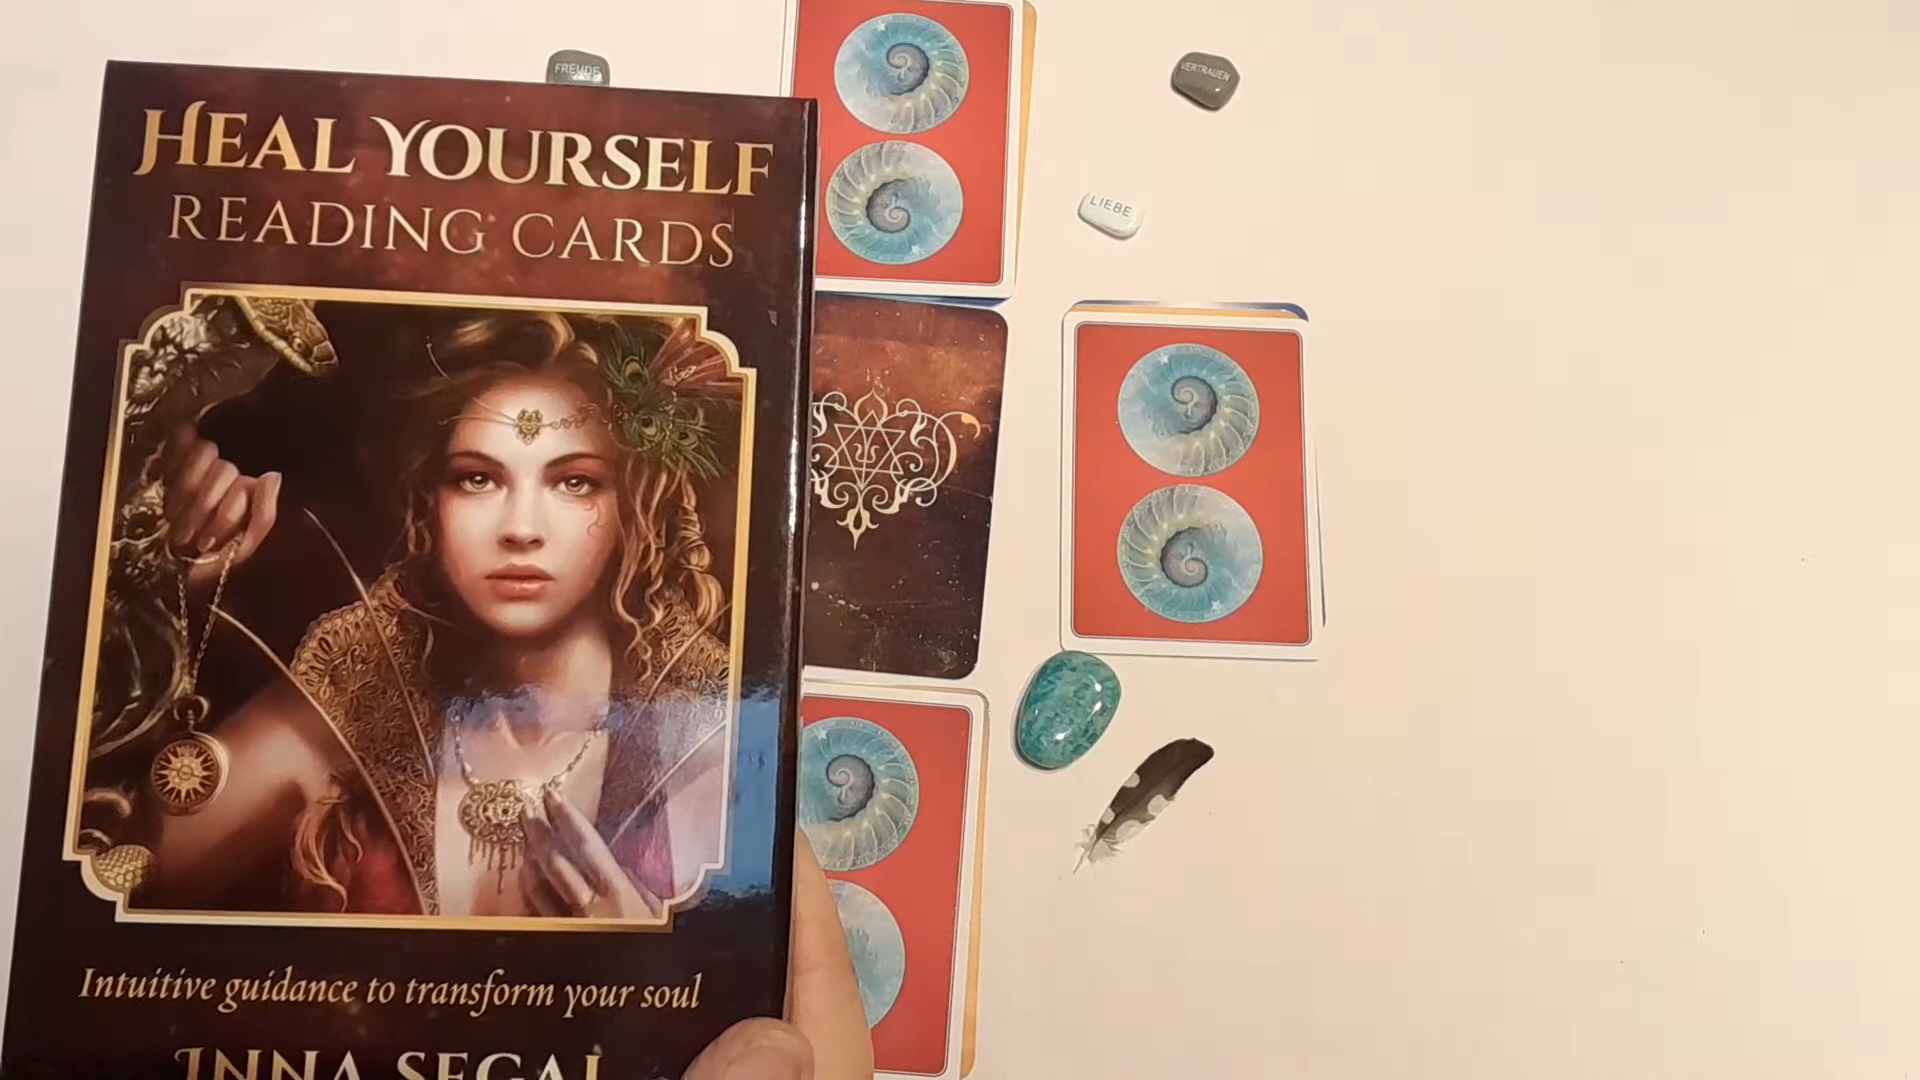 FREUDE
VERTRAUEN
LIEBE
HEAL YOURSELF
READING CARDS
Intuitive guidance to transform your soul
INNA SEGAL